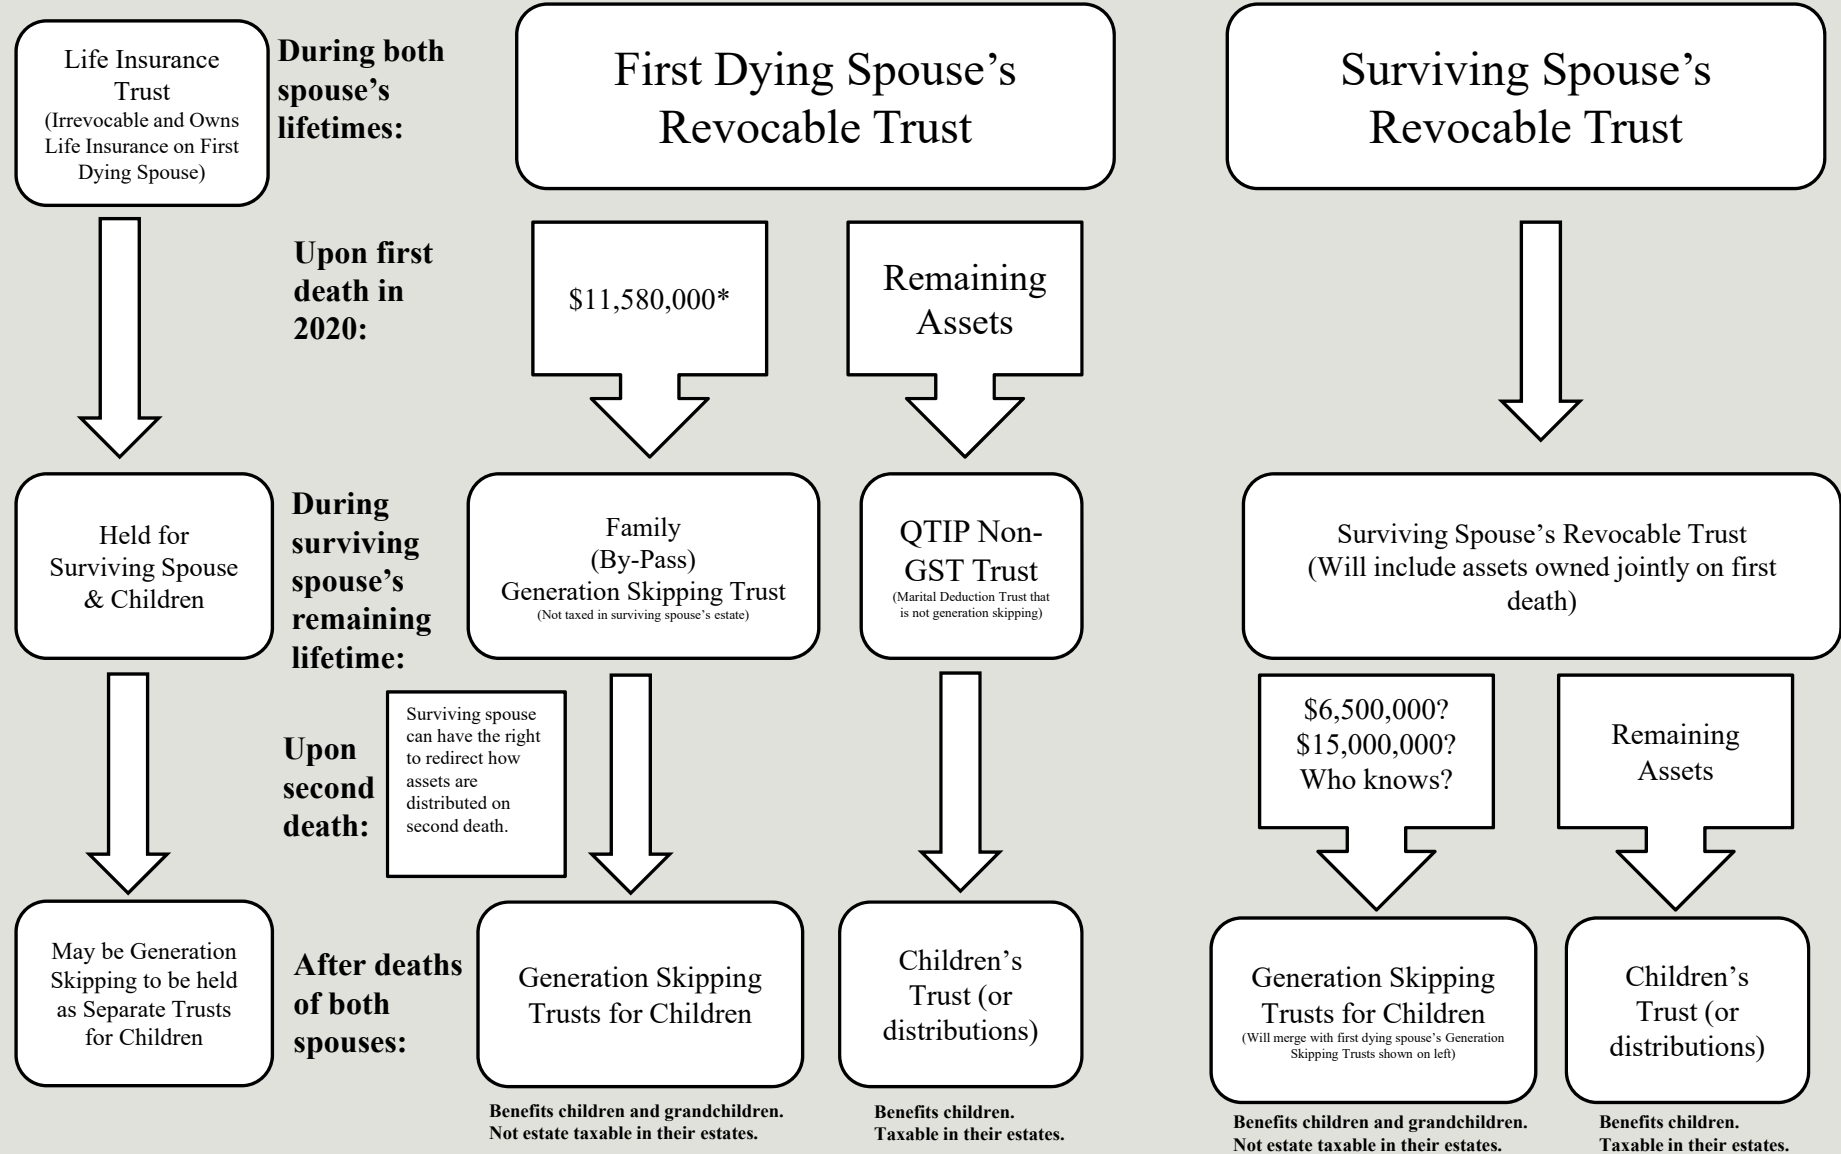 Life Insurance
Trust
(Irrevocable and Owns
Life Insurance on First
Dying Spouse)
During both
spouse’s
lifetimes:
First Dying Spouse’s
Revocable Trust
Surviving Spouse’s
Revocable Trust
Upon first
death in
2020:
$11,580,000*
Remaining
Assets
Held for
Surviving Spouse
& Children
During
surviving
spouse’s
remaining
lifetime:
Family
(By-Pass)
Generation Skipping Trust
(Not taxed in surviving spouse’s estate)
QTIP Non-
GST Trust
(Marital Deduction Trust that
is not generation skipping)
Surviving Spouse’s Revocable Trust
(Will include assets owned jointly on first
death)
Upon
second
death:
Surviving spouse
can have the right
to redirect how
assets are
distributed on
second death.
$6,500,000?
$15,000,000?
Who knows?
Remaining
Assets
May be Generation
Skipping to be held
as Separate Trusts
for Children
After deaths
of both
spouses:
Generation Skipping
Trusts for Children
Children’s
Trust (or
distributions)
Generation Skipping
Trusts for Children
(Will merge with first dying spouse’s Generation
Skipping Trusts shown on left)
Children’s
Trust (or
distributions)
Benefits children and grandchildren.
Not estate taxable in their estates.
Benefits children.
Taxable in their estates.
Benefits children and grandchildren.
Not estate taxable in their estates.
Benefits children.
Taxable in their estates.